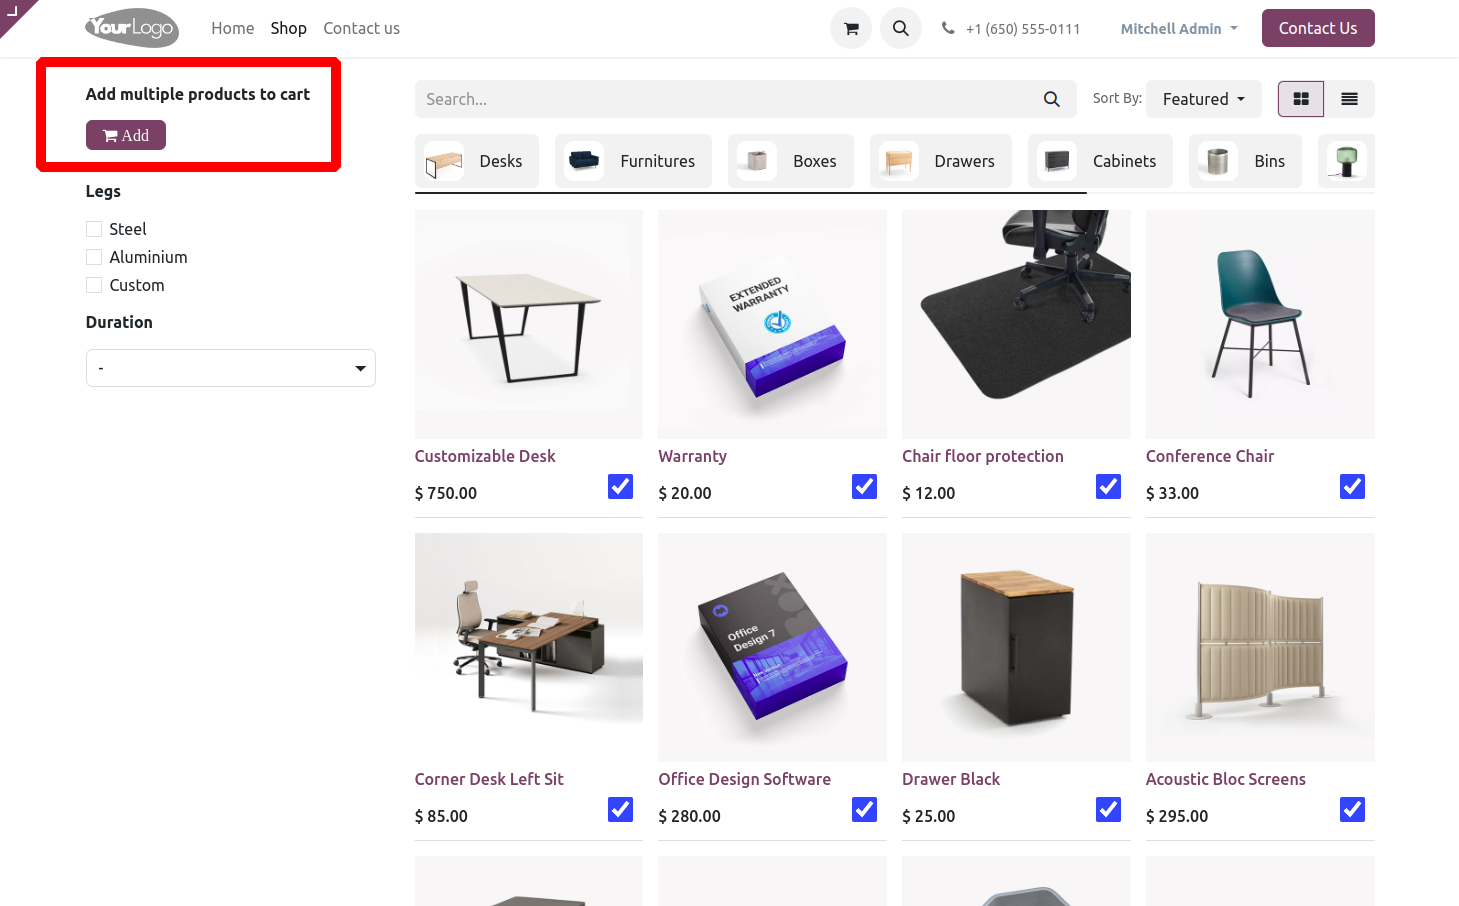 YourLogo
Home Shop Contact us
+1 (650) 555-0111
Mitchell Admin
Contact Us
Add multiple products to cart
Add
Legs
Steel
Aluminium
Custom
Duration
-
Search...
Sort By: Featured
Desks Furnitures Boxes Drawers Cabinets Bins
EXTENDED
WARRANTY
Customizable Desk Warranty Chair floor protection Conference Chair
$ 750.00 $ 20.00 $ 12.00 $ 33.00
Office
Design 7
Corner Desk Left Sit Office Design Software Drawer Black Acoustic Bloc Screens
$ 85.00 $ 280.00 $ 25.00 $ 295.00